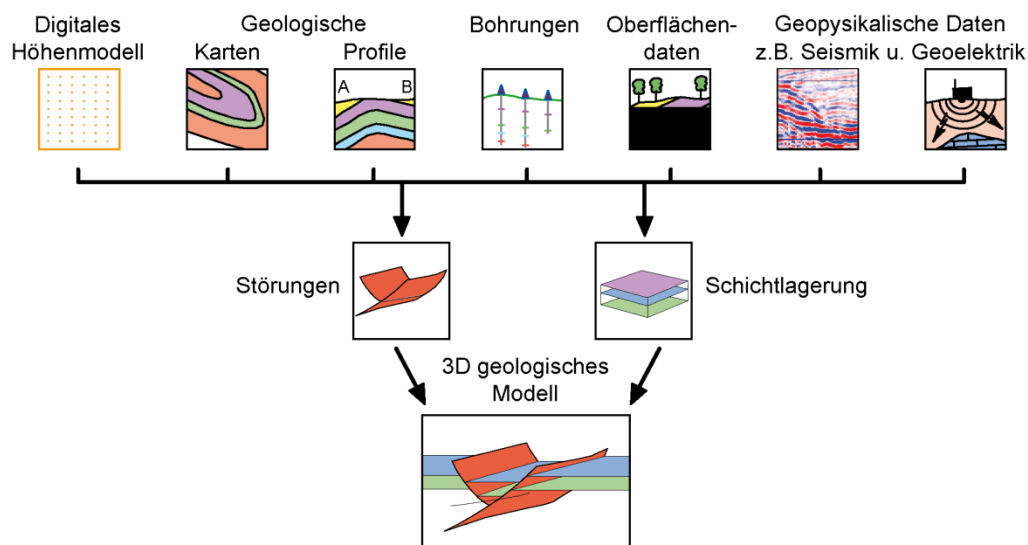 Digitales
Höhenmodell
Geologische
Karten
Profile
Bohrungen
Oberflächen-
daten
Geopysikalische Daten
z.B. Seismik u. Geoelektrik
A
B
Störungen
Schichtlagerung
3D geologisches
Modell